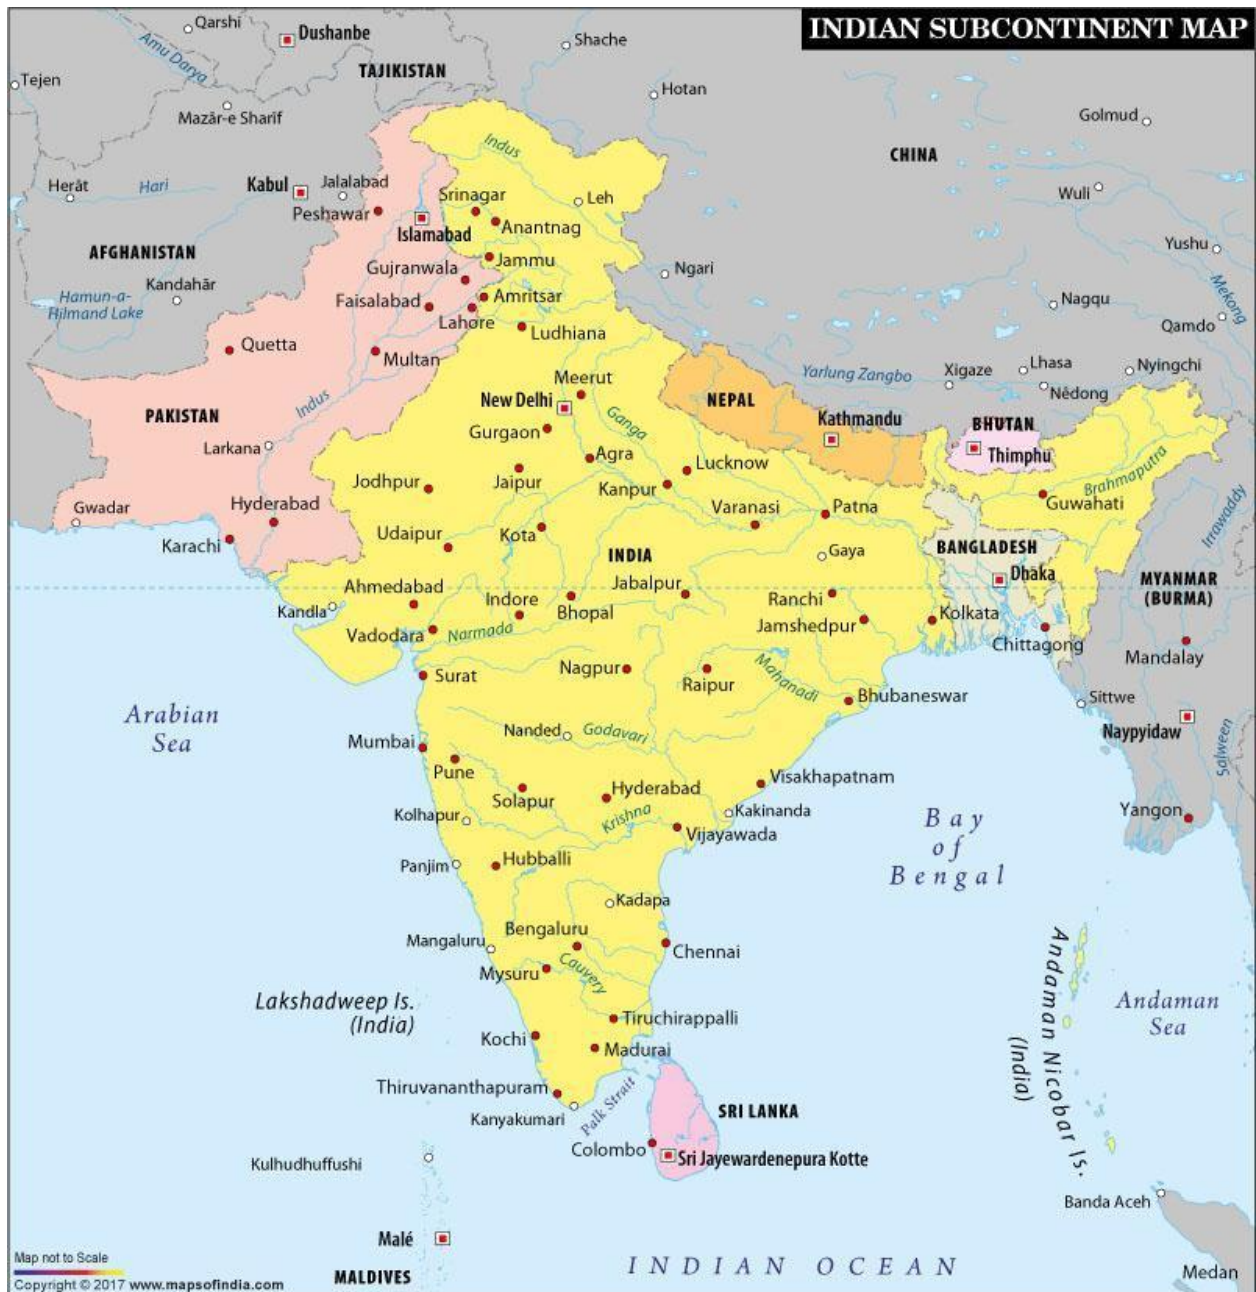 INDIAN SUBCONTINENT MAP
Qarshi
Dushanbe
Shache
Amu Darya
TAJIKISTAN
Tejen
Hotan
Mazār-e Sharīf
Golmud
CHINA
Indus
Herāt
Hari
Kabul
Jalalabad
Srinagar
Leh
Wuli
Peshawar
Islamabad
Anantnag
AFGHANISTAN
Yushu
Jammu
Gujranwala
Ngari
Kandahār
Mekong
Hamun-a-
Hilmand Lake
Faisalabad
Amritsar
Nagqu
Lahore
Ludhiana
Qamdo
Quetta
Multan
Lhasa
Nyingchi
Yarlung Zangbo
Xigaze
Nêdong
Meerut
New Delhi
NEPAL
Indus
PAKISTAN
Gurgaon
Ganga
Kathmandu
BHUTAN
Thimphu
Larkana
Agra
Lucknow
Brahmaputra
Jodhpur
Jaipur
Kanpur
Guwahati
Gwadar
Hyderabad
Varanasi
Patna
Irrawaddy
Karachi
Udaipur
Kota
INDIA
Gaya
BANGLADESH
Dhaka
MYANMAR
(BURMA)
Ahmedabad
Jabalpur
Kandla
Indore
Bhopal
Ranchi
Kolkata
Vadodara
Narmada
Jamshedpur
Chittagong
Mandalay
Surat
Nagpur
Raipur
Mahanadi
Bhubaneswar
Sittwe
Arabian
Sea
Nanded
Godavari
Naypyidaw
Salween
Mumbai
Pune
Visakhapatnam
Solapur
Hyderabad
Kolhapur
Krishna
Kakinanda
Yangon
Vijayawada
Bay
of
Bengal
Panjim
Hubballi
Kadapa
Bengaluru
Mangaluru
Chennai
Mysuru
Cauvery
Lakshadweep Is.
(India)
Andaman Nicobar Is.
(India)
Andaman
Sea
Tiruchirappalli
Kochi
Madurai
Thiruvananthapuram
Kanyakumari
Palk Strait
SRI LANKA
Colombo
Sri Jayewardenepura Kotte
Kulhudhuffushi
Banda Aceh
Malé
Map not to Scale
INDIAN OCEAN
MALDIVES
Medan
Copyright © 2017 www.mapsofindia.com